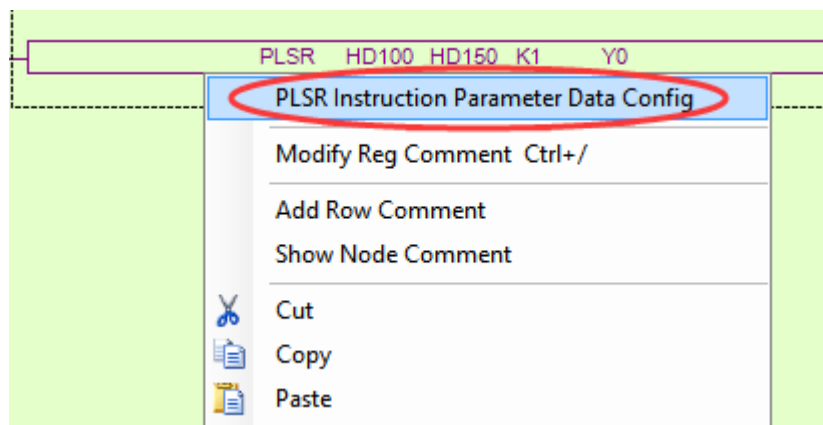 PLSR HD100 HD150 K1 Y0
PLSR Instruction Parameter Data Config
Modify Reg Comment Ctrl+/
Add Row Comment
Show Node Comment
Cut
Copy
Paste